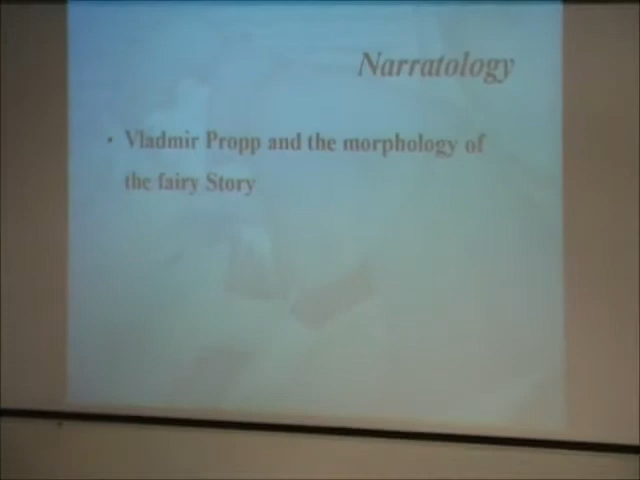 Narratology
• Vladmir Propp and the morphology of
the fairy Story